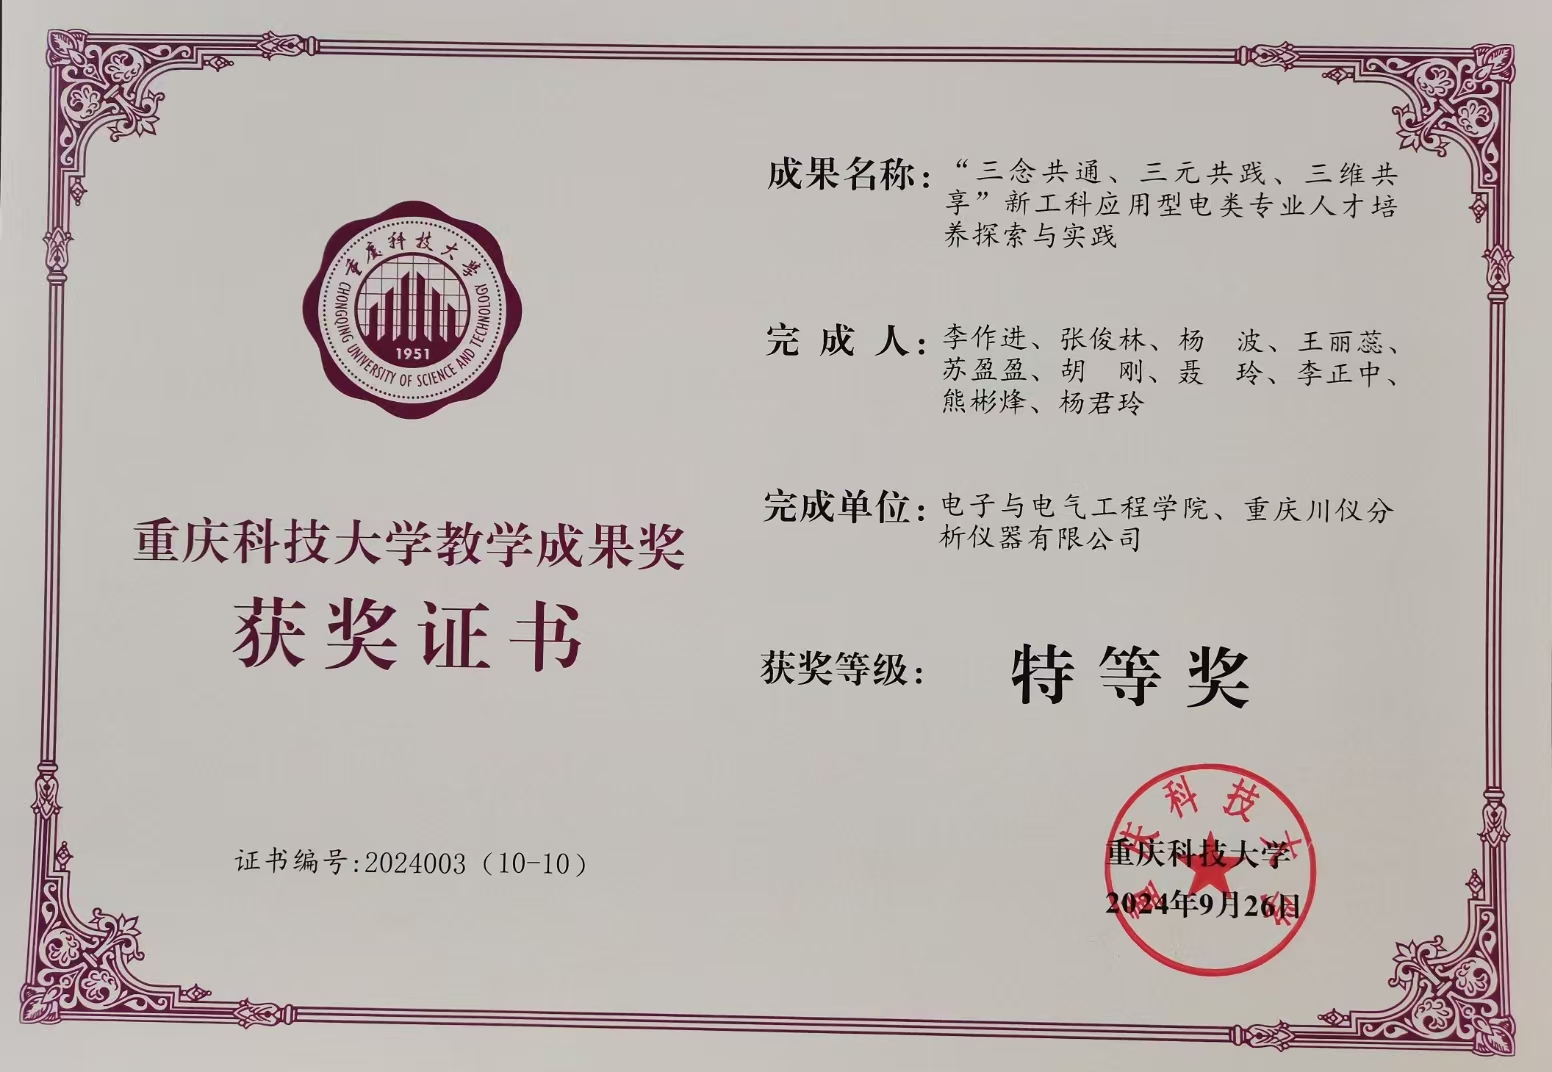 重庆科技大学
CHONGQING UNIVERSITY OF SCIENCE AND TECHNOLOGY
1951
重庆科技大学教学成果奖
获奖证书
证书编号:2024003（10-10）
成果名称：“三念共通、三元共践、三维共
享”新工科应用型电类专业人才培
养探索与实践
完成人：李作进、张俊林、杨　波、王丽蕊、
苏盈盈、胡　刚、聂　玲、李正中、
熊彬烽、杨君玲
完成单位：电子与电气工程学院、重庆川仪分
析仪器有限公司
获奖等级：特等奖
重庆科技大学
重庆科技大学
2024年9月26日